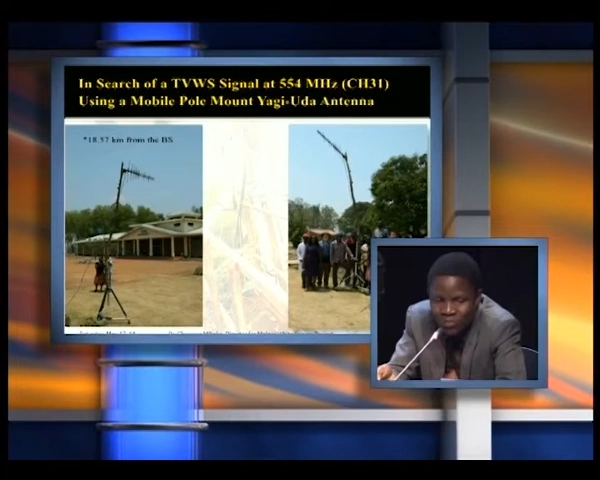 In Search of a TVWS Signal at 554 MHz (CH31)
Using a Mobile Pole Mount Yagi-Uda Antenna
*18.57 km from the BS